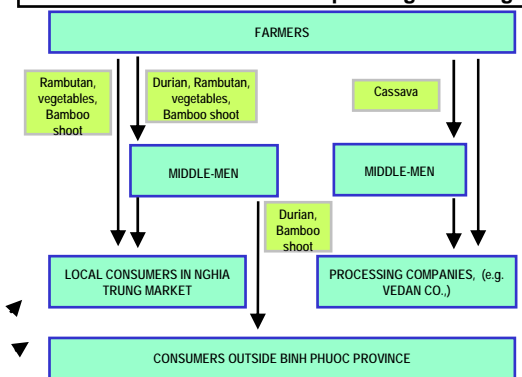 FARMERS
Rambutan,
vegetables,
Bamboo
shoot
Durian, Rambutan,
vegetables,
Bamboo shoot
Cassava
MIDDLE-MEN
MIDDLE-MEN
Durian,
Bamboo
shoot
LOCAL CONSUMERS IN NGHIA
TRUNG MARKET
PROCESSING COMPANIES, (e.g.
VEDAN CO.,)
CONSUMERS OUTSIDE BINH PHUOC PROVINCE